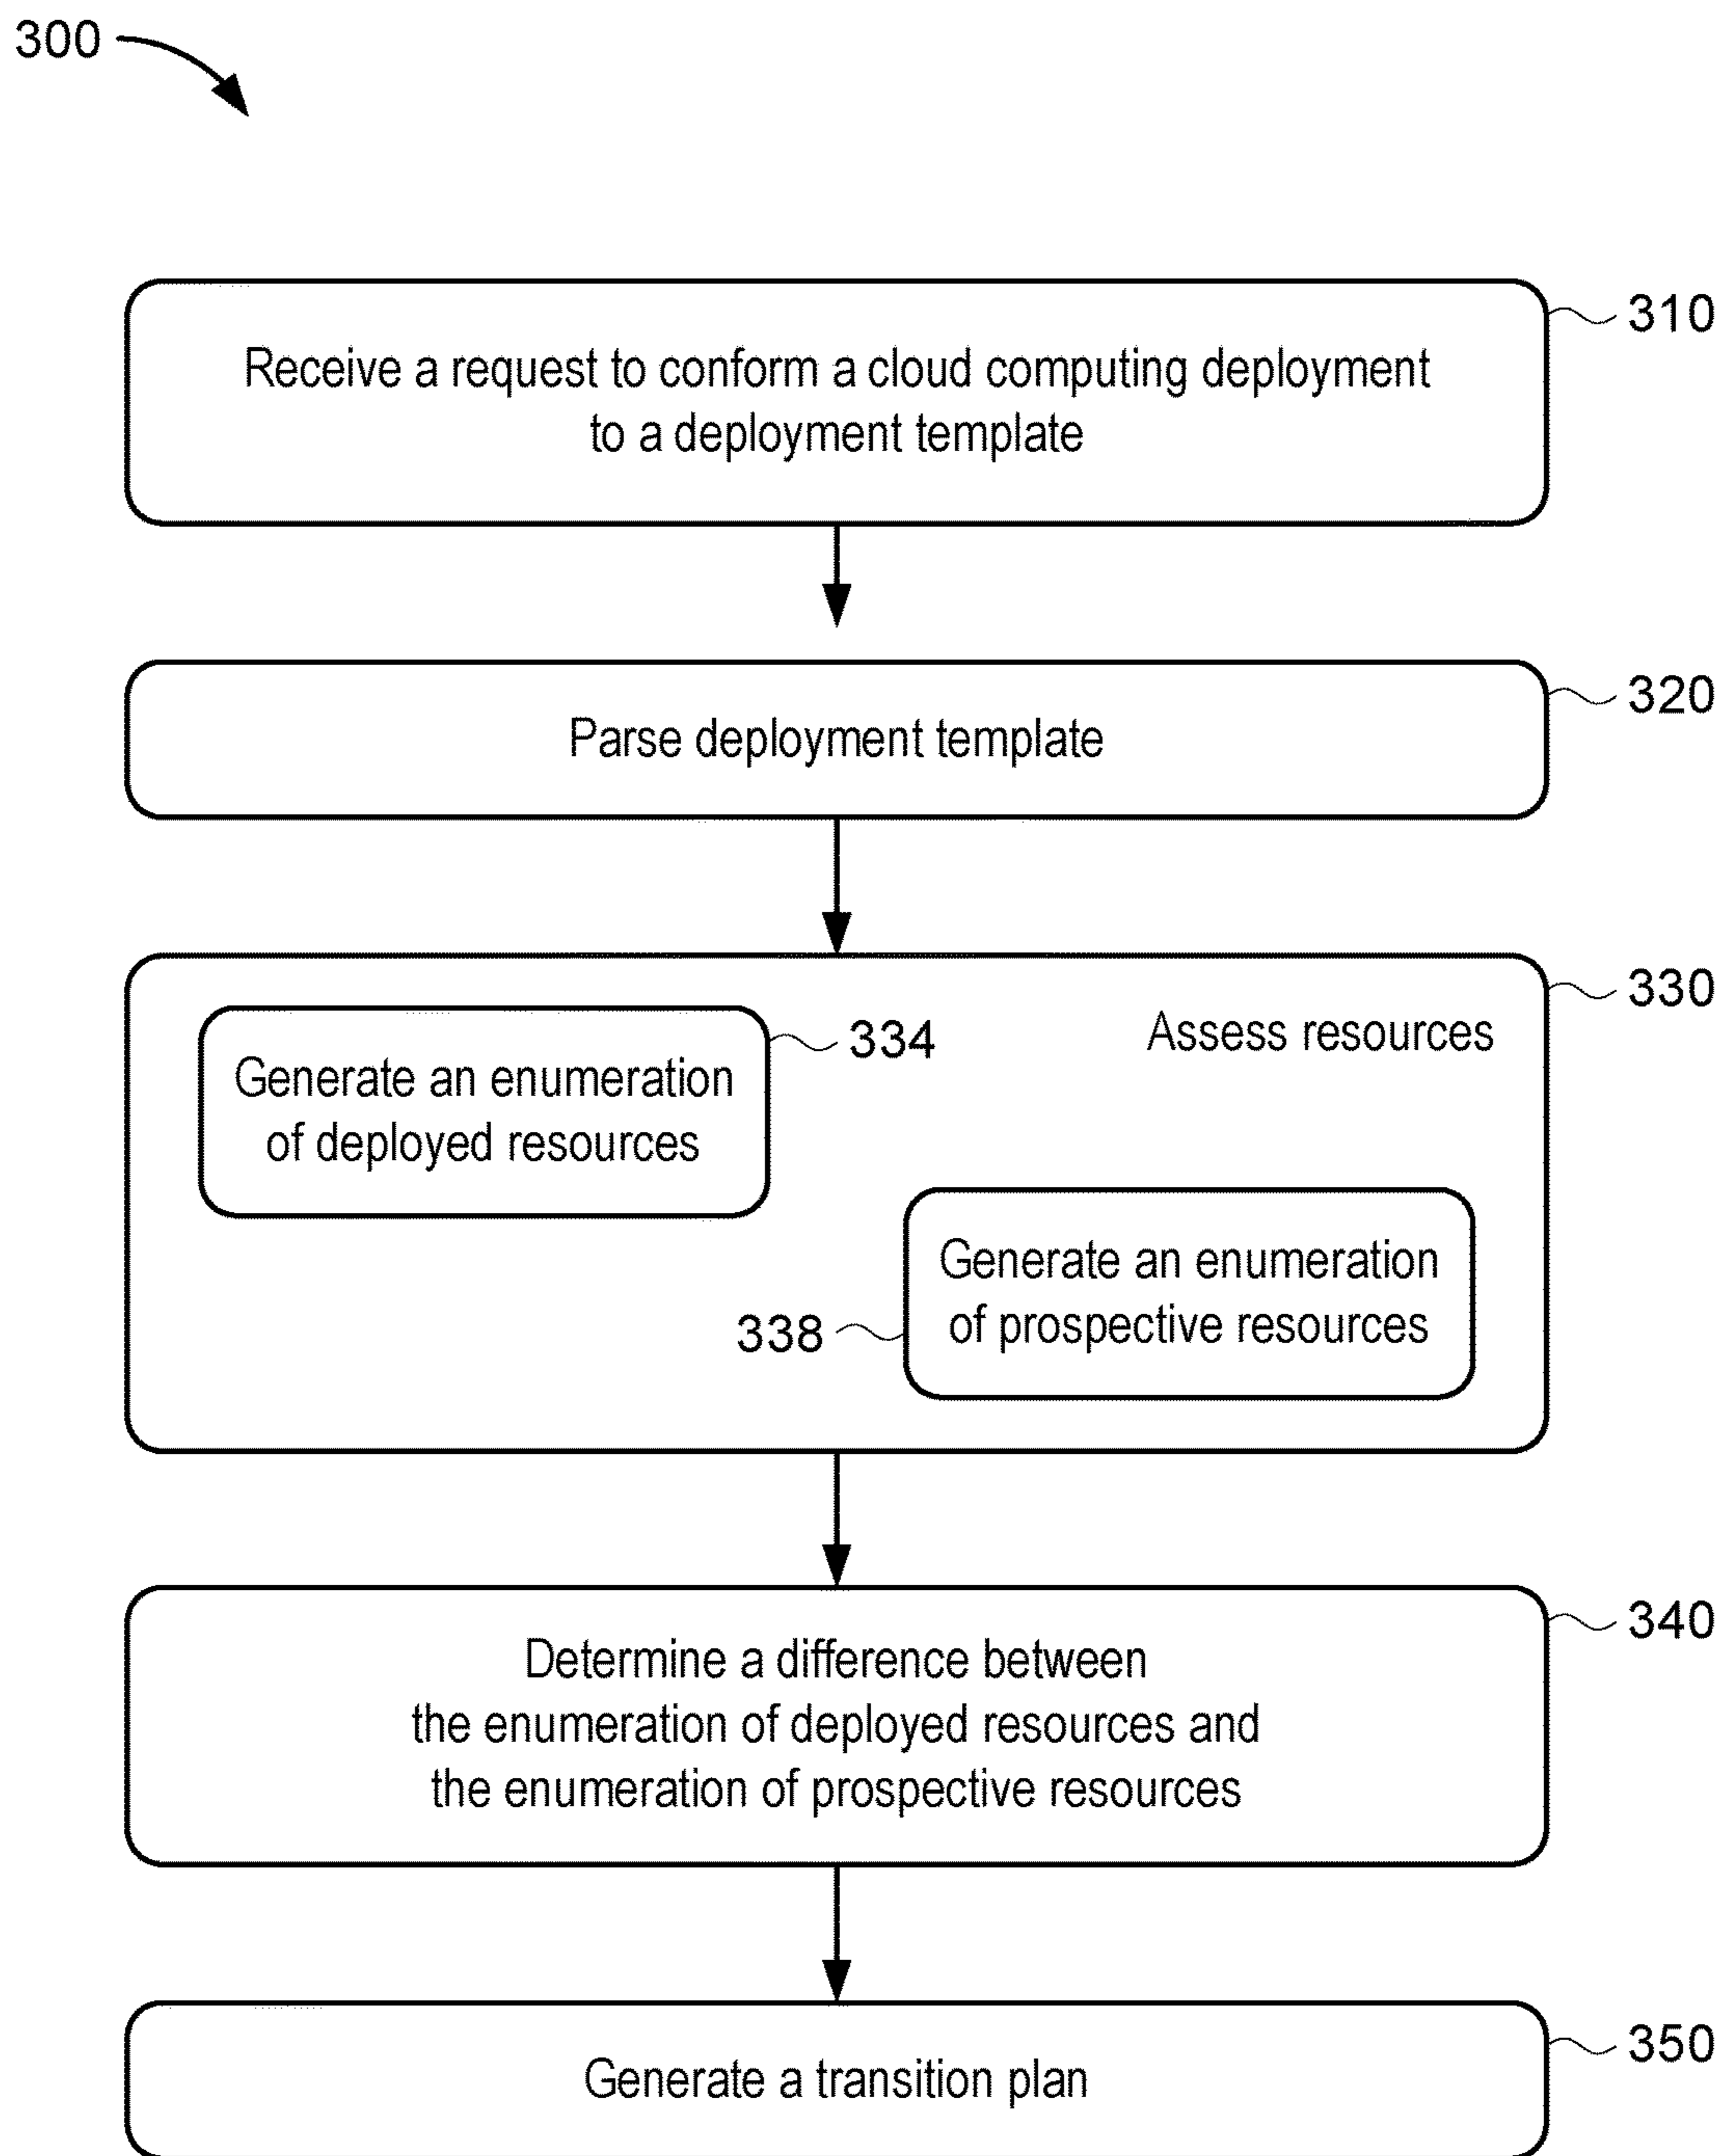 300
310
Receive a request to conform a cloud computing deployment
to a deployment template
320
Parse deployment template
330
Assess resources
334
Generate an enumeration
of deployed resources
Generate an enumeration
338
of prospective resources
340
Determine a difference between
the enumeration of deployed resources and
the enumeration of prospective resources
350
Generate a transition plan